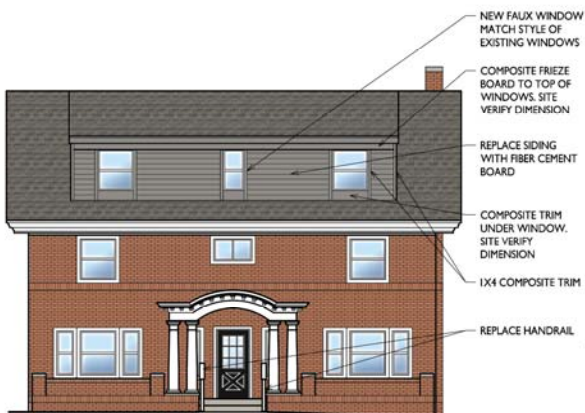 NEW FAUX WINDOW
MATCH STYLE OF
EXISTING WINDOWS
COMPOSITE FRIEZE
BOARD TO TOP OF
WINDOWS. SITE
VERIFY DIMENSION
REPLACE SIDING
WITH FIBER CEMENT
BOARD
COMPOSITE TRIM
UNDER WINDOW.
SITE VERIFY
DIMENSION
1X4 COMPOSITE TRIM
REPLACE HANDRAIL